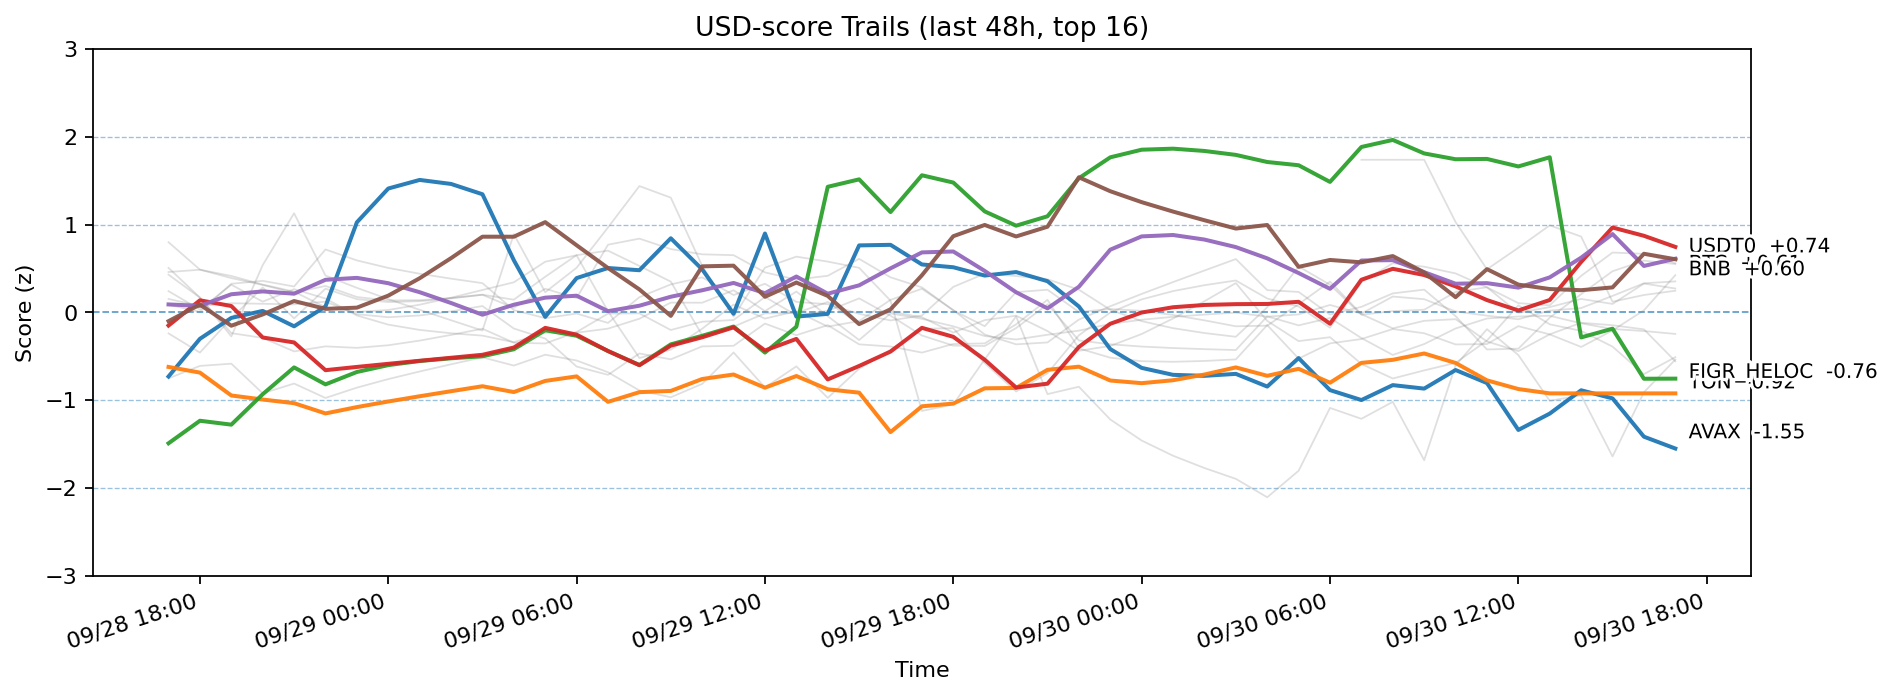 USD-score Trails (last 48h, top 16)
Score (z)
3
2
1
0
−1
−2
−3
USDT0 +0.74
BNB +0.60
FIGR_HELOC -0.76
TON −0.92
AVAX -1.55
09/28 18:00
09/29 00:00
09/29 06:00
09/29 12:00
09/29 18:00
09/30 00:00
09/30 06:00
09/30 12:00
09/30 18:00
Time